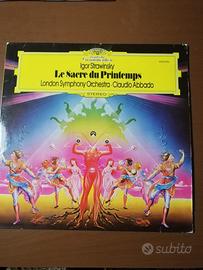 Igor Strawinsky
Le Sacre du Printemps
London Symphony Orchestra · Claudio Abbado
STEREO
subito